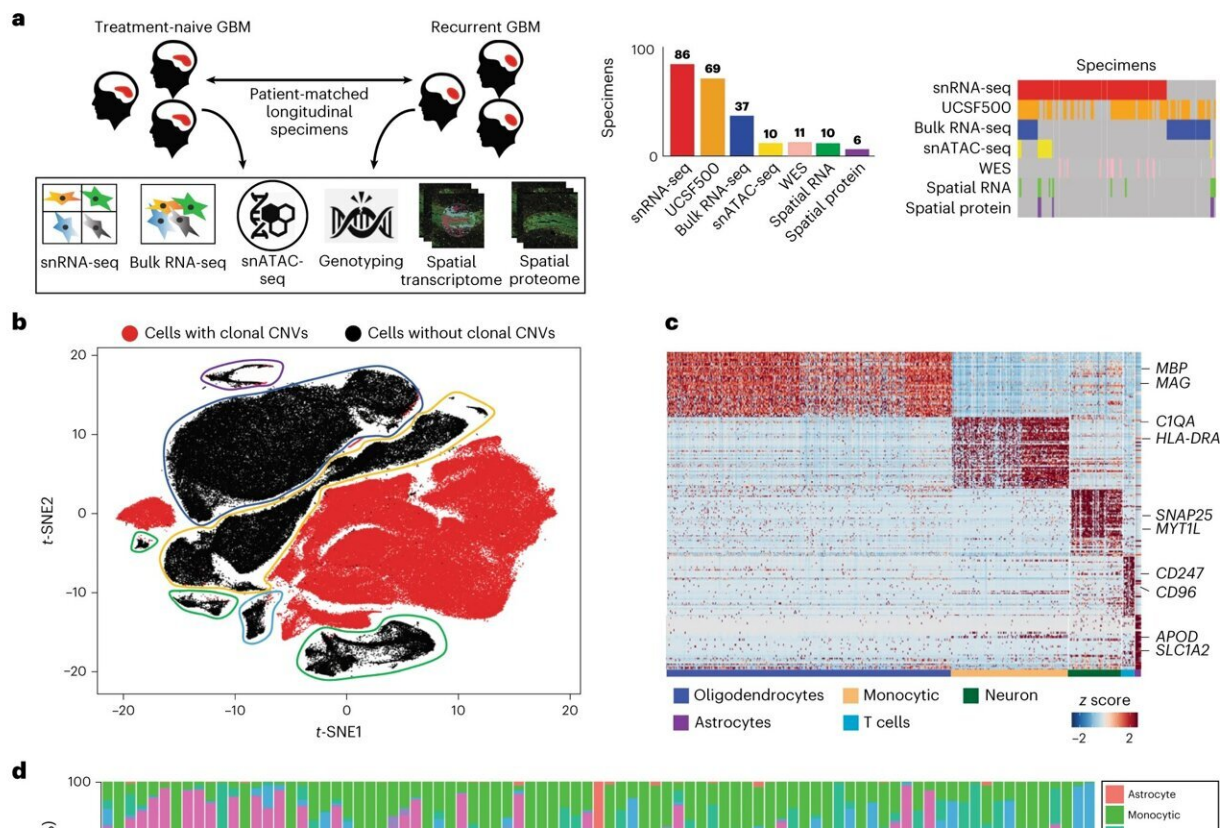 a
Treatment-naive GBM
Recurrent GBM
Patient-matched
longitudinal
specimens
snRNA-seq
Bulk RNA-seq
snATAC-
seq
Genotyping
Spatial
transcriptome
Spatial
proteome
Specimens
100
0
86
69
37
10
11
10
6
snRNA-seq
UCSF500
Bulk RNA-seq
snATAC-seq
WES
Spatial RNA
Spatial protein
Specimens
snRNA-seq
UCSF500
Bulk RNA-seq
snATAC-seq
WES
Spatial RNA
Spatial protein
b
Cells with clonal CNVs
Cells without clonal CNVs
t-SNE2
20
10
0
–10
–20
–20
–10
0
10
20
t-SNE1
c
MBP
MAG
C1QA
HLA-DRA
SNAP25
MYT1L
CD247
CD96
APOD
SLC1A2
Oligodendrocytes
Monocytic
Neuron
Astrocytes
T cells
z score
–2
2
d
100
Astrocyte
Monocytic